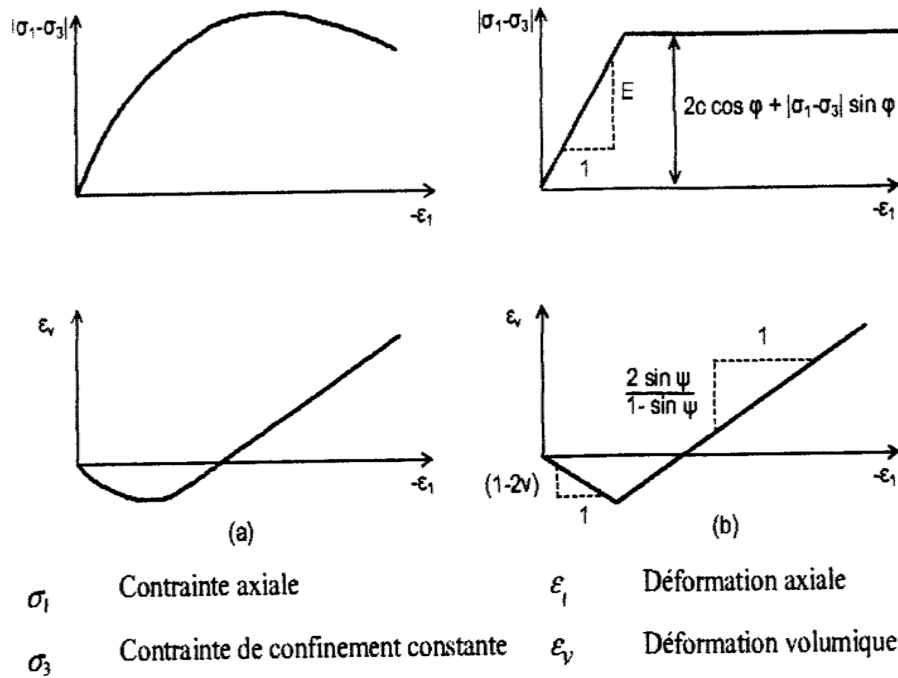 |σ₁-σ₃|
-ε₁
|σ₁-σ₃|
E
1
2c cos φ + |σ₁-σ₃| sin φ
-ε₁
εᵥ
-ε₁
(a)
εᵥ
1
2 sin ψ
1- sin ψ
(1-2ν)
1
-ε₁
(b)
σ₁ Contrainte axiale
ε₁ Déformation axiale
σ₃ Contrainte de confinement constante
εᵥ Déformation volumique